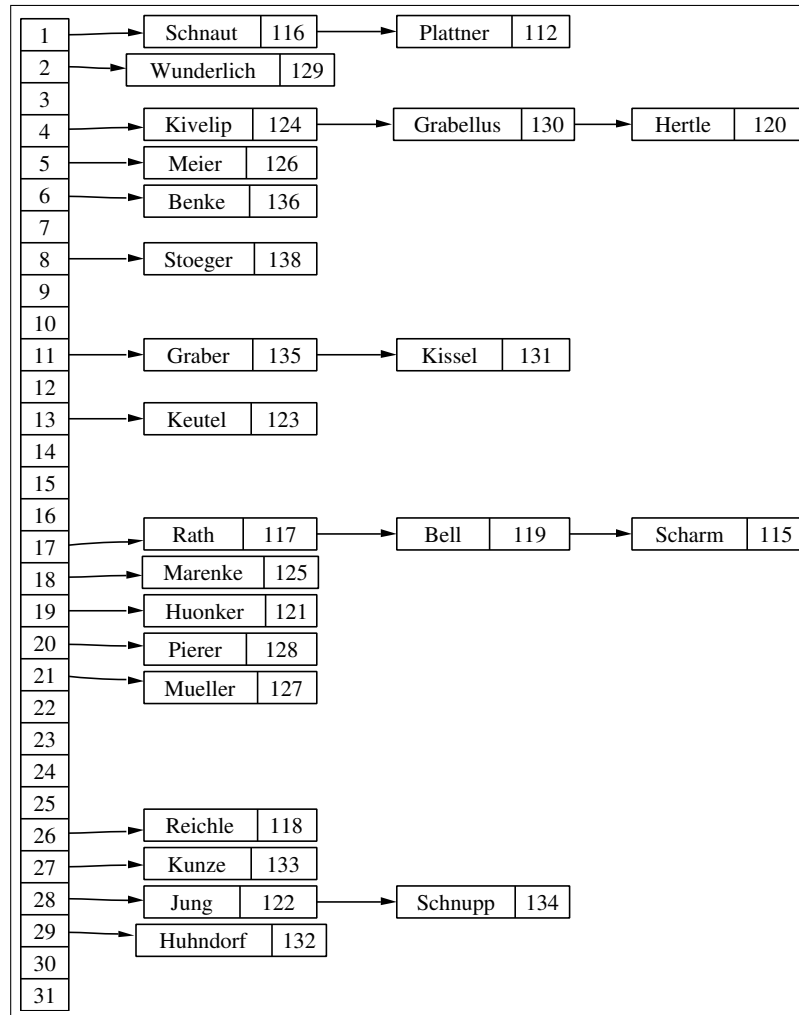 1 Schnaut 116 Plattner 112
2 Wunderlich 129
3
4 Kivelip 124 Grabellus 130 Hertle 120
5 Meier 126
6 Benke 136
7
8 Stoeger 138
9
10
11 Graber 135 Kissel 131
12
13 Keutel 123
14
15
16
17 Rath 117 Bell 119 Scharm 115
18 Marenke 125
19 Huonker 121
20 Pierer 128
21 Mueller 127
22
23
24
25
26 Reichle 118
27 Kunze 133
28 Jung 122 Schnupp 134
29 Huhndorf 132
30
31